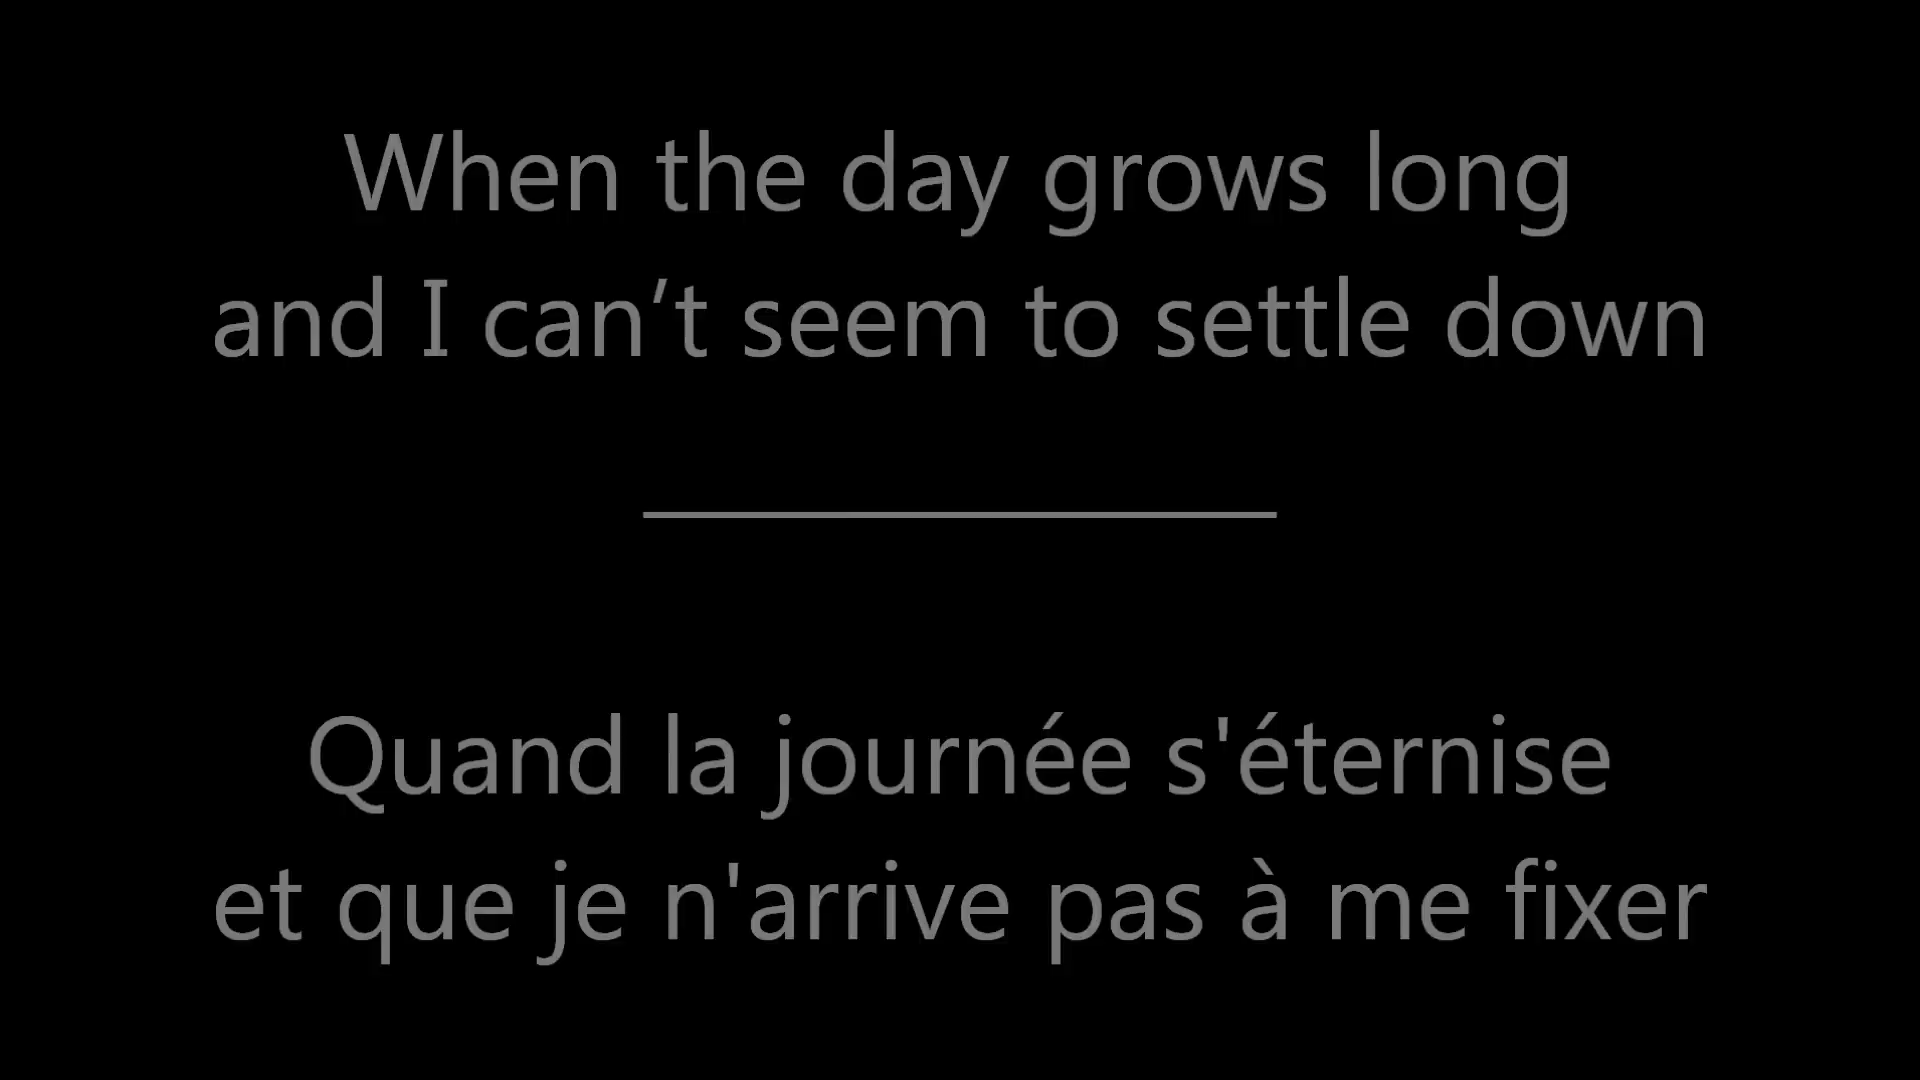 When the day grows long
and I can’t seem to settle down
Quand la journée s'éternise
et que je n'arrive pas à me fixer